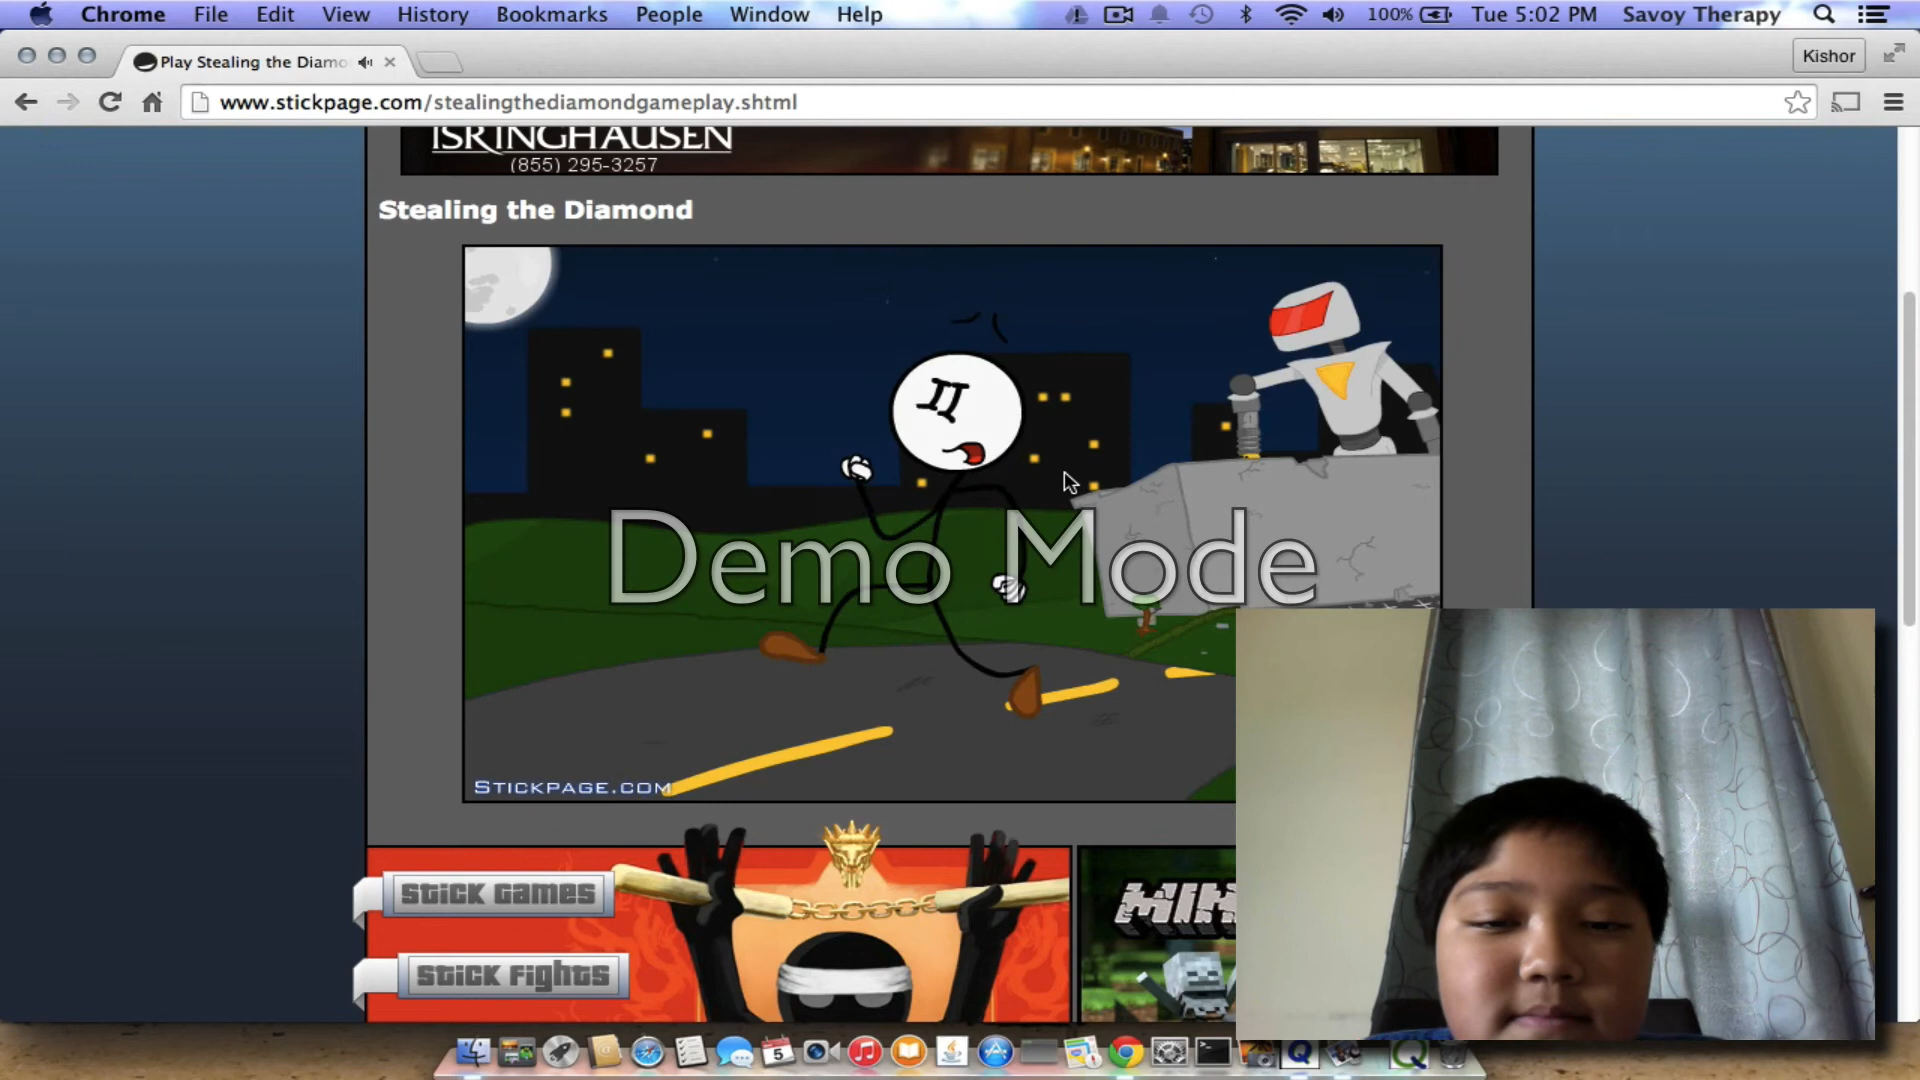 Chrome File Edit View History Bookmarks People Window Help 100% Tue 5:02 PM Savoy Therapy
Play Stealing the Diamo
Kishor
www.stickpage.com/stealingthediamondgameplay.shtml
ISRINGHAUSEN
(855) 295-3257
Stealing the Diamond
Demo Mode
STICKPAGE.COM
STICK GAMES
MIN
STICK FIGHTS
5